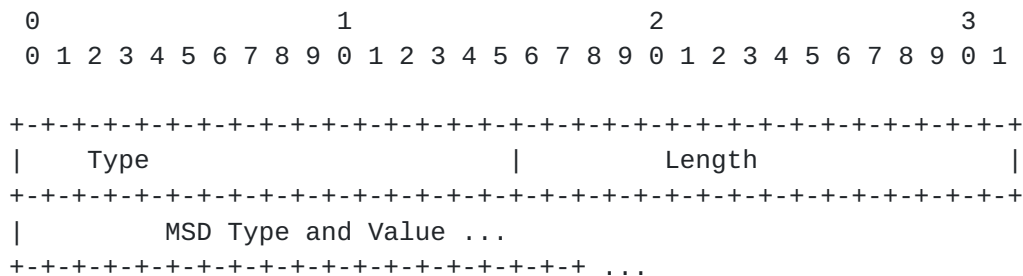 0                   1                   2                   3
 0 1 2 3 4 5 6 7 8 9 0 1 2 3 4 5 6 7 8 9 0 1 2 3 4 5 6 7 8 9 0 1

+-+-+-+-+-+-+-+-+-+-+-+-+-+-+-+-+-+-+-+-+-+-+-+-+-+-+-+-+-+-+-+-+
|    Type                       |         Length                |
+-+-+-+-+-+-+-+-+-+-+-+-+-+-+-+-+-+-+-+-+-+-+-+-+-+-+-+-+-+-+-+-+
|         MSD Type and Value ...
+-+-+-+-+-+-+-+-+-+-+-+-+-+-+-+-+-+-+ ...